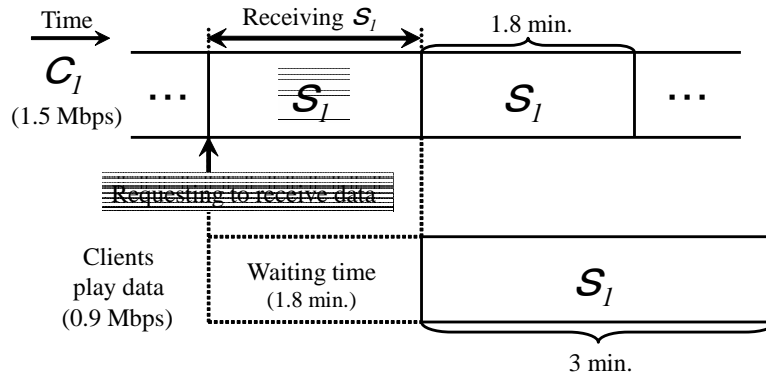 Time
Receiving S1
1.8 min.
C1
(1.5 Mbps)
... S1 S1 ...
Requesting to receive data
Clients
play data
(0.9 Mbps)
Waiting time
(1.8 min.)
S1
3 min.